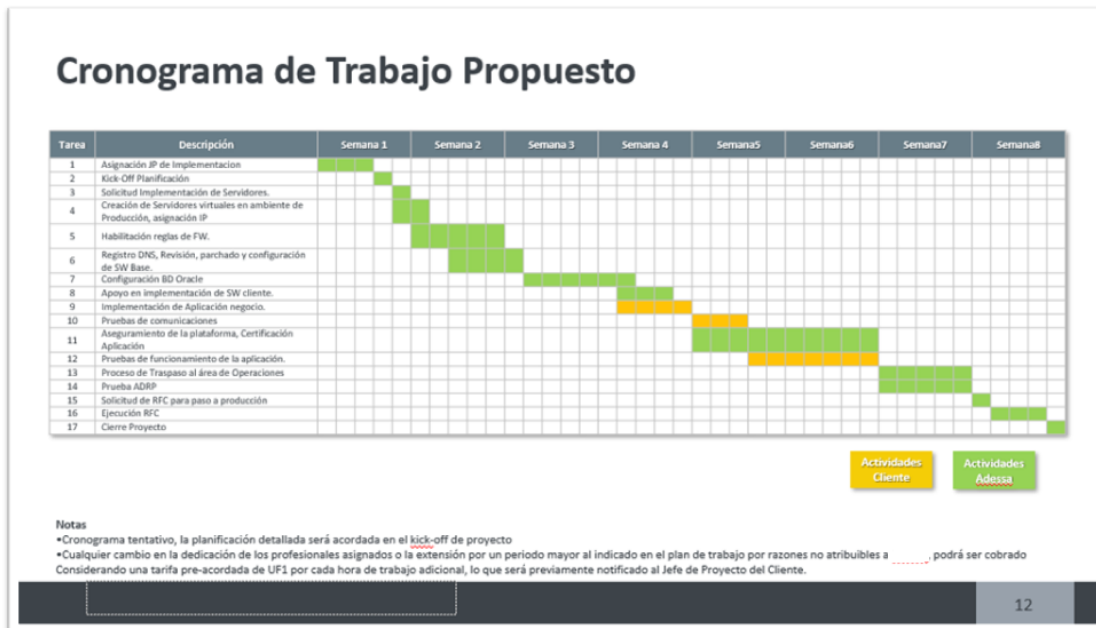 Cronograma de Trabajo Propuesto
Tarea Descripción Semana 1 Semana 2 Semana 3 Semana 4 Semana5 Semana6 Semana7 Semana8
1 Asignación JP de Implementacion
2 Kick-Off Planificación
3 Solicitud Implementación de Servidores.
4 Creación de Servidores virtuales en ambiente de
Producción, asignación IP
5 Habilitación reglas de FW.
6 Registro DNS, Revisión, parchado y configuración
de SW Base.
7 Configuración BD Oracle
8 Apoyo en implementación de SW cliente.
9 Implementación de Aplicación negocio.
10 Pruebas de comunicaciones
11 Aseguramiento de la plataforma, Certificación
Aplicación
12 Pruebas de funcionamiento de la aplicación.
13 Proceso de Traspaso al área de Operaciones
14 Prueba ADRP
15 Solicitud de RFC para paso a producción
16 Ejecución RFC
17 Cierre Proyecto
Actividades
Cliente
Actividades
Adessa
Notas
•Cronograma tentativo, la planificación detallada será acordada en el kick-off de proyecto
•Cualquier cambio en la dedicación de los profesionales asignados o la extensión por un periodo mayor al indicado en el plan de trabajo por razones no atribuibles a , podrá ser cobrado
Considerando una tarifa pre-acordada de UF1 por cada hora de trabajo adicional, lo que será previamente notificado al Jefe de Proyecto del Cliente.
12